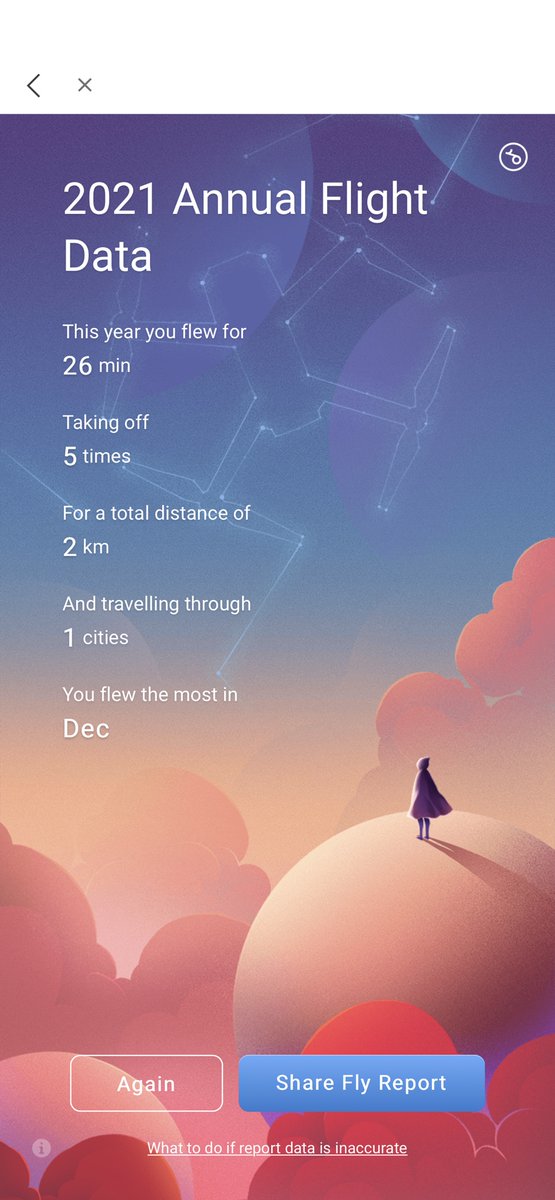 2021 Annual Flight
Data
This year you flew for
26 min
Taking off
5 times
For a total distance of
2 km
And travelling through
1 cities
You flew the most in
Dec
Again
Share Fly Report
What to do if report data is inaccurate